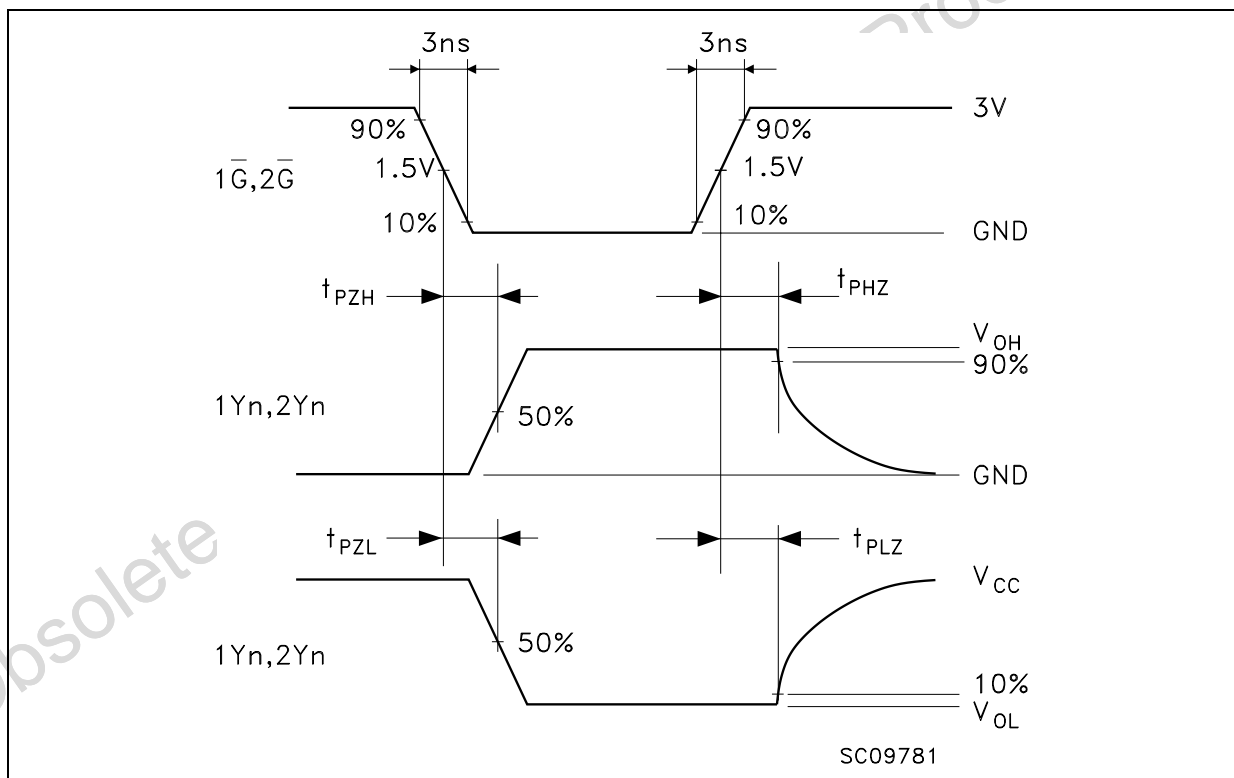 3ns 3ns
3V
90% 90%
1.5V 1.5V
1G̅,2G̅
10% 10%
GND
tPZH tPHZ
VOH
90%
1Yn,2Yn 50%
GND
tPZL tPLZ
VCC
1Yn,2Yn 50%
10%
VOL
SC09781